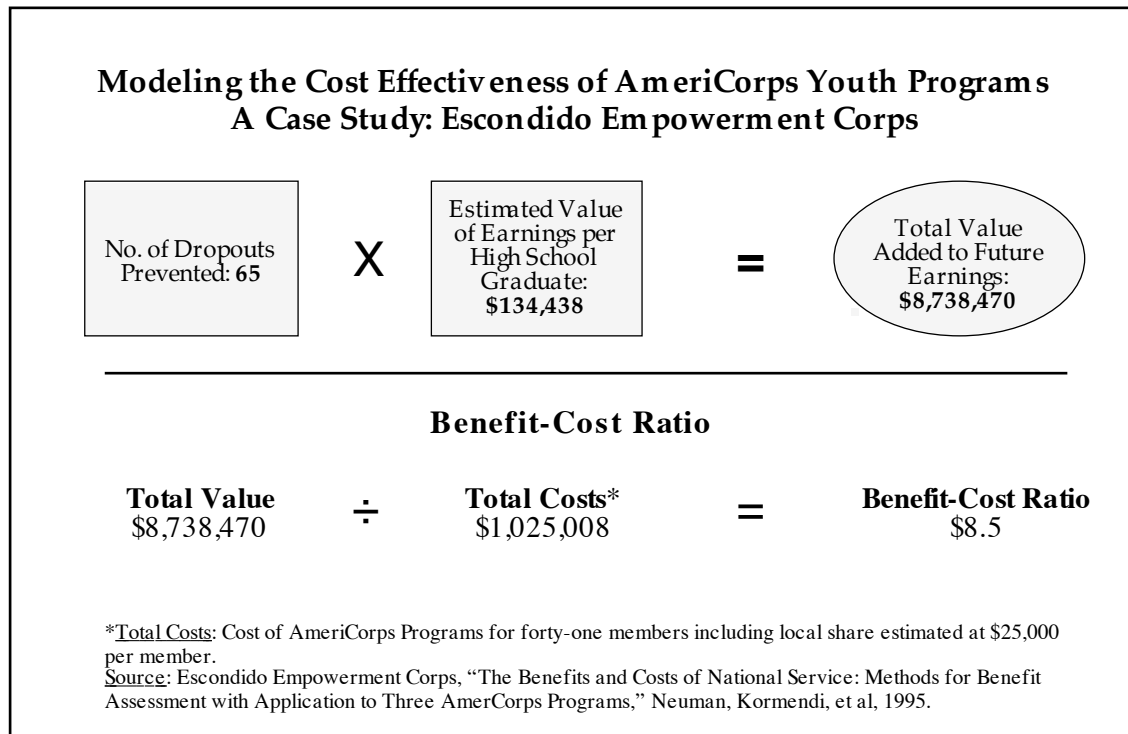 Modeling the Cost Effectiveness of AmeriCorps Youth Programs
A Case Study: Escondido Empowerment Corps
No. of Dropouts
Prevented: 65
X
Estimated Value
of Earnings per
High School
Graduate:
$134,438
=
Total Value
Added to Future
Earnings:
$8,738,470
Benefit-Cost Ratio
Total Value
$8,738,470
÷
Total Costs*
$1,025,008
=
Benefit-Cost Ratio
$8.5
*Total Costs: Cost of AmeriCorps Programs for forty-one members including local share estimated at $25,000
per member.
Source: Escondido Empowerment Corps, “The Benefits and Costs of National Service: Methods for Benefit
Assessment with Application to Three AmerCorps Programs,” Neuman, Kormendi, et al, 1995.